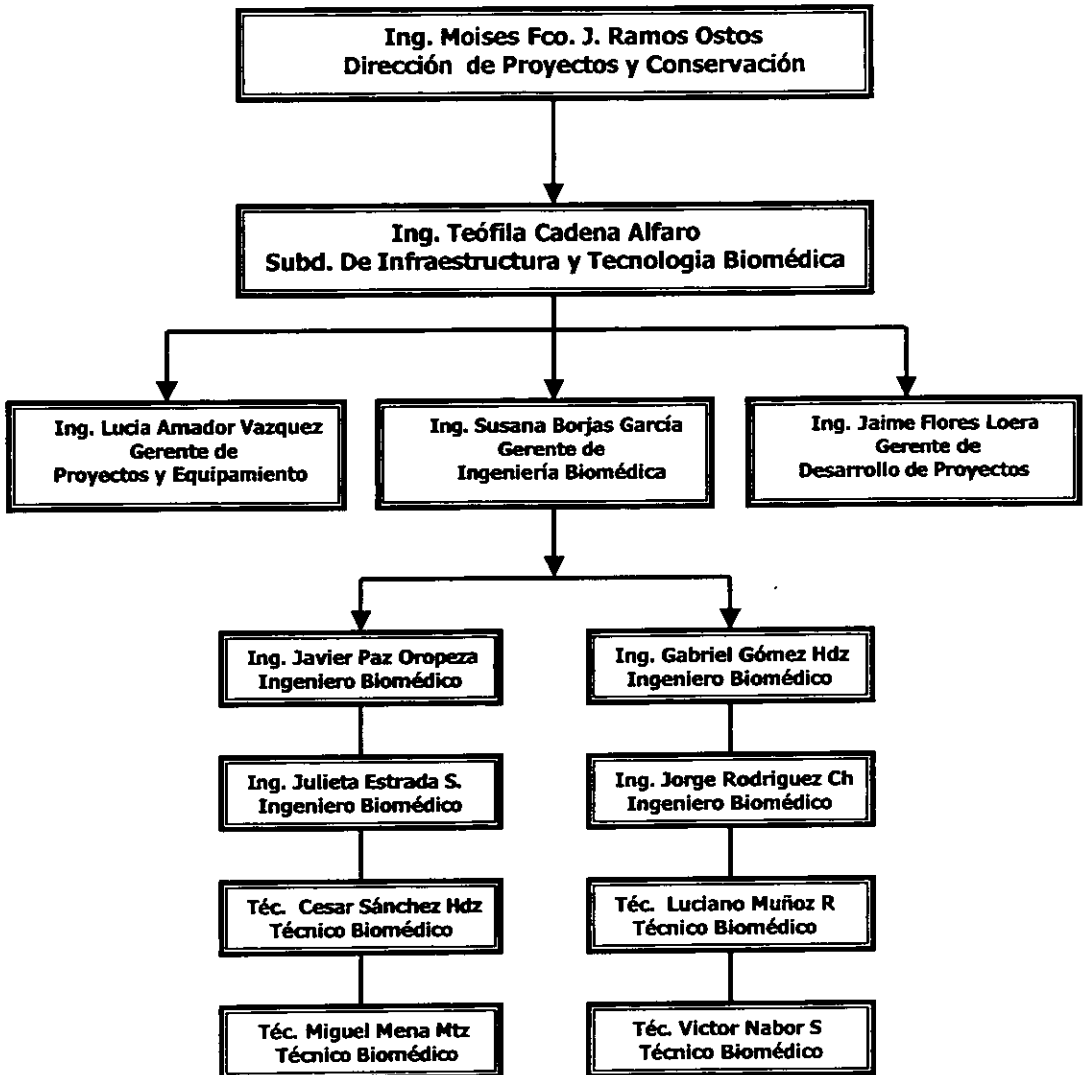 Ing. Moises Fco. J. Ramos Ostos
Dirección de Proyectos y Conservación
Ing. Teófila Cadena Alfaro
Subd. De Infraestructura y Tecnologia Biomédica
Ing. Lucia Amador Vazquez
Gerente de
Proyectos y Equipamiento
Ing. Susana Borjas García
Gerente de
Ingeniería Biomédica
Ing. Jaime Flores Loera
Gerente de
Desarrollo de Proyectos
Ing. Javier Paz Oropeza
Ingeniero Biomédico
Ing. Gabriel Gómez Hdz
Ingeniero Biomédico
Ing. Julieta Estrada S.
Ingeniero Biomédico
Ing. Jorge Rodriguez Ch
Ingeniero Biomédico
Téc. Cesar Sánchez Hdz
Técnico Biomédico
Téc. Luciano Muñoz R
Técnico Biomédico
Téc. Miguel Mena Mtz
Técnico Biomédico
Téc. Victor Nabor S
Técnico Biomédico